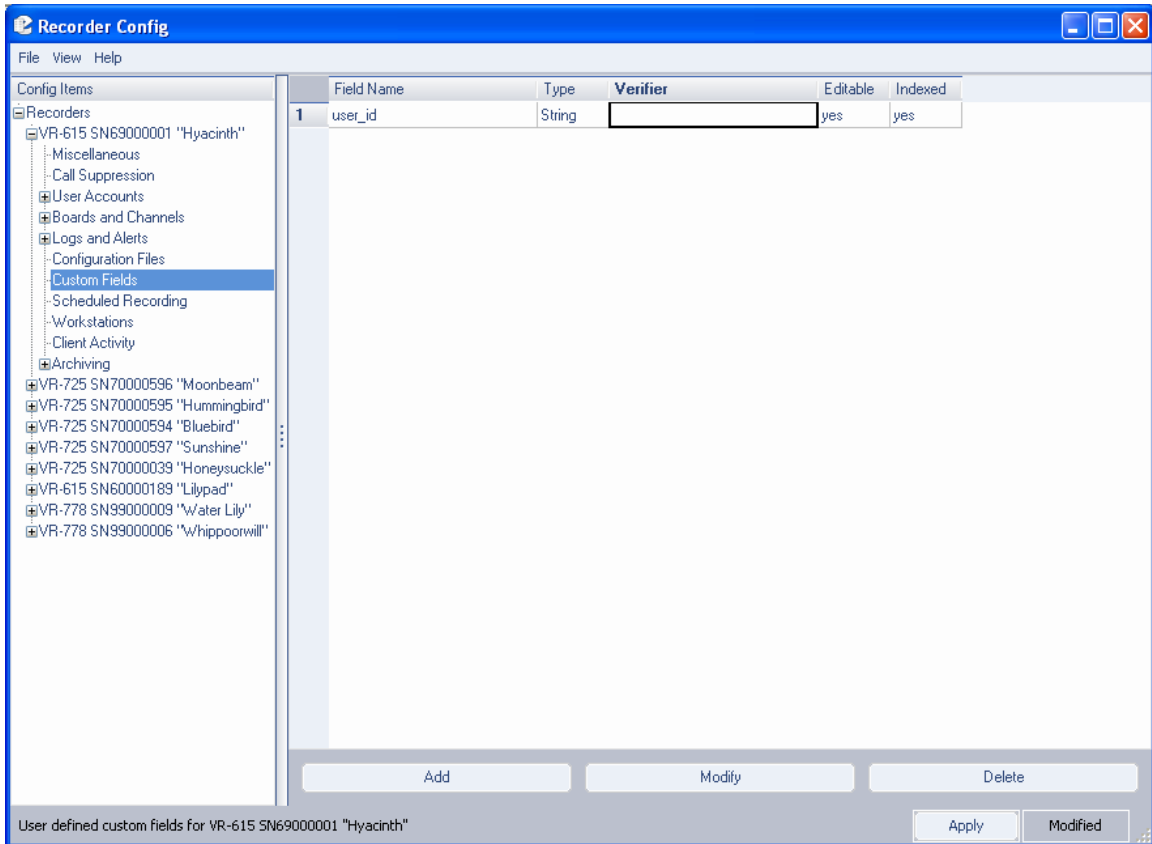 Recorder Config
File View Help
Config Items
Recorders
VR-615 SN69000001 "Hyacinth"
Miscellaneous
Call Suppression
User Accounts
Boards and Channels
Logs and Alerts
Configuration Files
Custom Fields
Scheduled Recording
Workstations
Client Activity
Archiving
VR-725 SN70000596 "Moonbeam"
VR-725 SN70000595 "Hummingbird"
VR-725 SN70000594 "Bluebird"
VR-725 SN70000597 "Sunshine"
VR-725 SN70000039 "Honeysuckle"
VR-615 SN60000189 "Lilypad"
VR-778 SN99000009 "Water Lily"
VR-778 SN99000006 "Whippoorwill"
Field Name Type Verifier Editable Indexed
1 user_id String yes yes
Add Modify Delete
User defined custom fields for VR-615 SN69000001 "Hyacinth"
Apply Modified